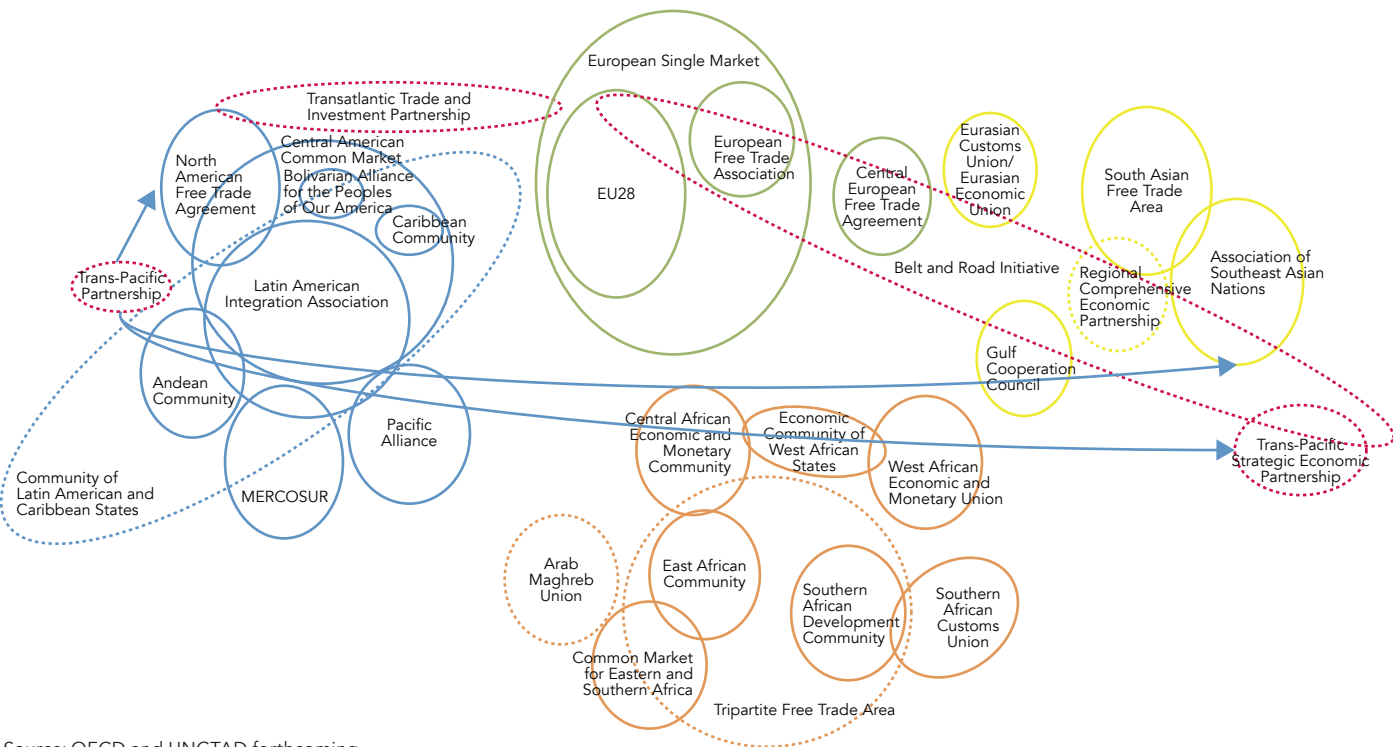 European Single Market
Transatlantic Trade and
Investment Partnership
North
American
Free Trade
Agreement
Central American
Common Market
Bolivarian Alliance
for the Peoples
of Our America
Caribbean
Community
EU28
European
Free Trade
Association
Central
European
Free Trade
Agreement
Eurasian
Customs
Union/
Eurasian
Economic
Union
South Asian
Free Trade
Area
Trans-Pacific
Partnership
Latin American
Integration Association
Belt and Road Initiative
Regional
Comprehensive
Economic
Partnership
Association of
Southeast Asian
Nations
Andean
Community
Gulf
Cooperation
Council
Pacific
Alliance
Central African
Economic and
Monetary
Community
Economic
Community of
West African
States
West African
Economic and
Monetary Union
Trans-Pacific
Strategic Economic
Partnership
Community of
Latin American and
Caribbean States
MERCOSUR
Arab
Maghreb
Union
East African
Community
Southern
African
Development
Community
Southern
African
Customs
Union
Common Market
for Eastern and
Southern Africa
Tripartite Free Trade Area
Source: OECD and UNCTAD forthcoming